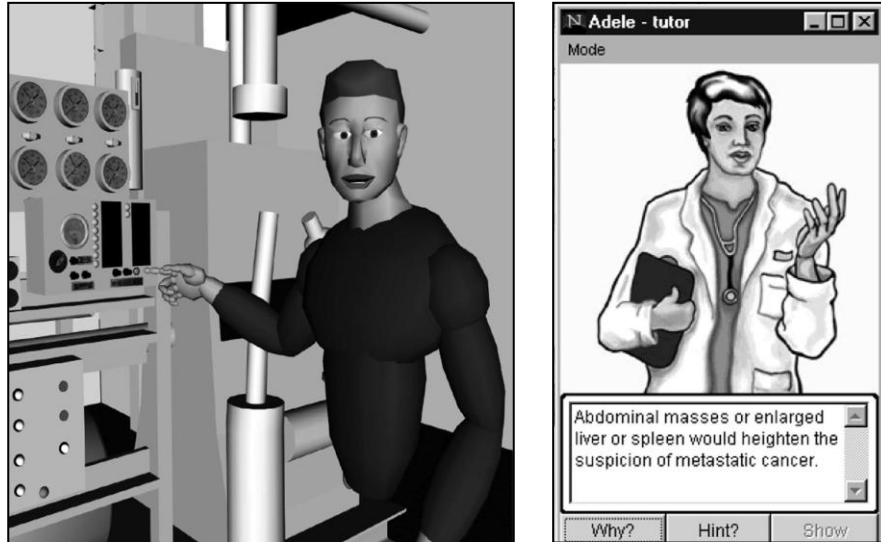 Adele - tutor
Mode
Abdominal masses or enlarged
liver or spleen would heighten the
suspicion of metastatic cancer.
Why? Hint? Show